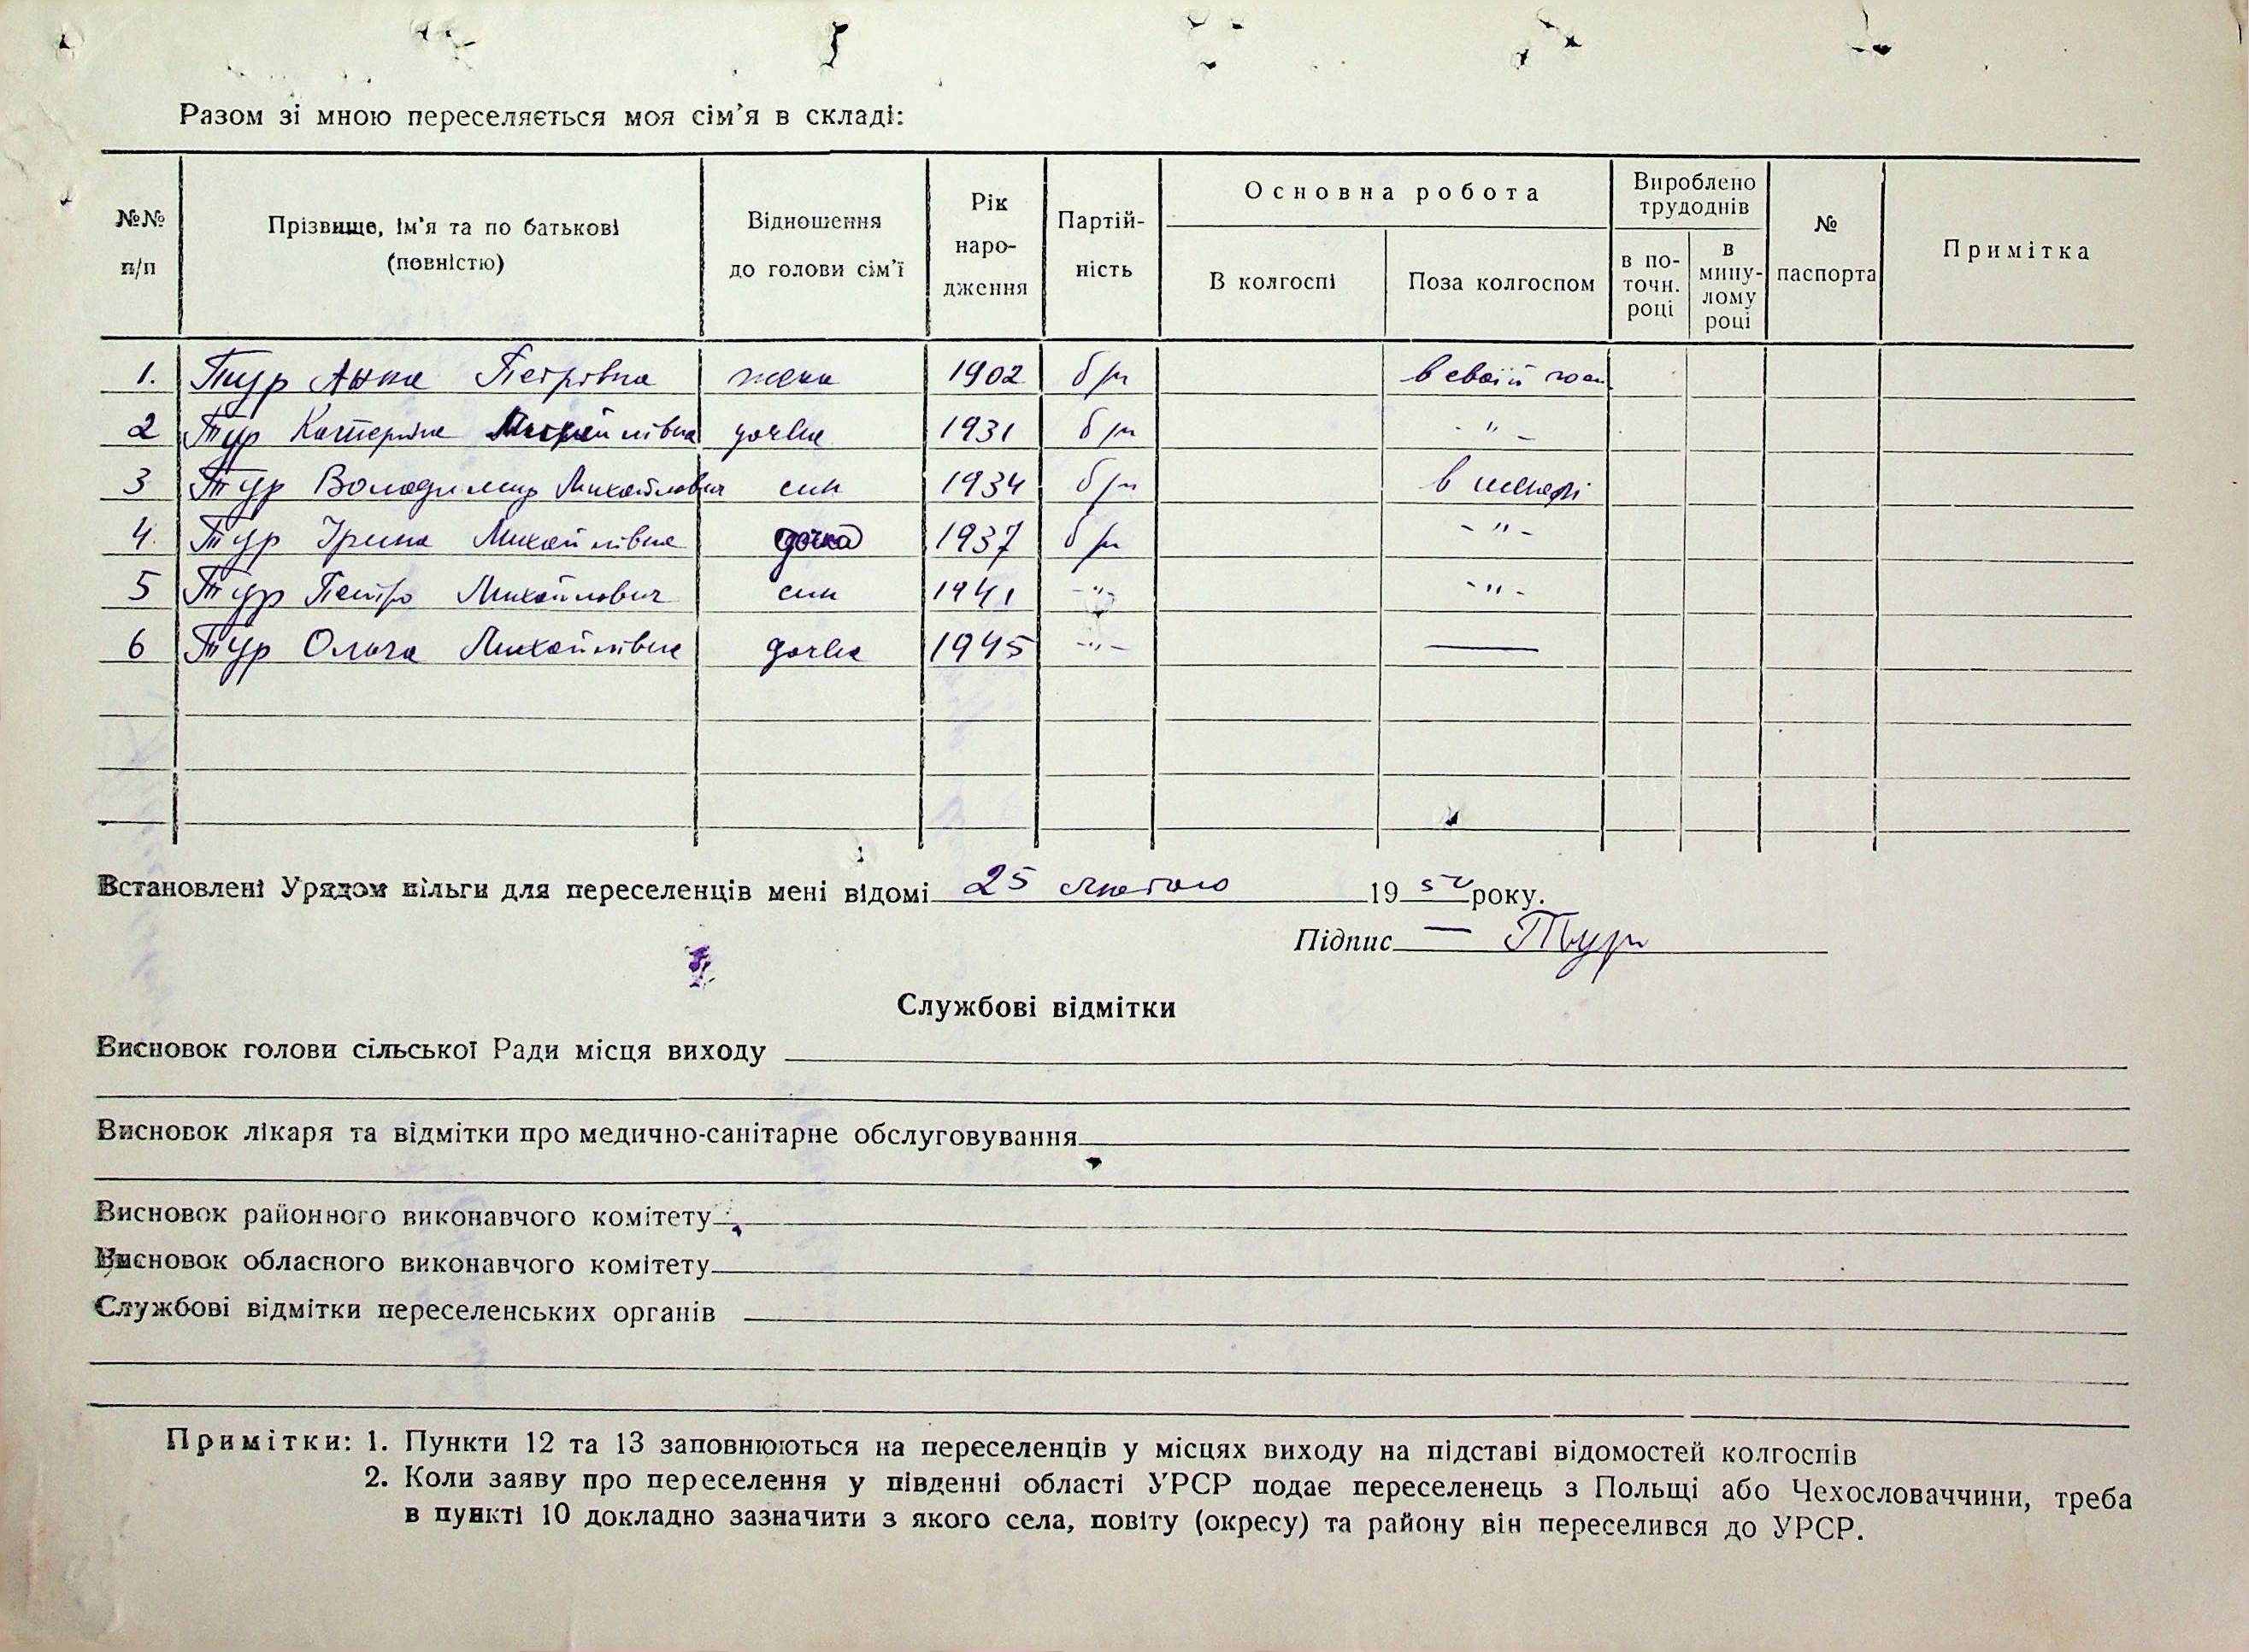 Разом зі мною переселяється моя сім'я в складі:
№№ п/п
Прізвище, ім'я та по батькові (повністю)
Відношення до голови сім'ї
Рік народження
Партійність
Основна робота
В колгоспі
Поза колгоспом
Вироблено трудоднів
в поточн. році
в минулому році
№ паспорта
Примітка
1. Тур Анна Петрівна жена 1902 б/п в своїй госп
2 Тур Катерина Михайлівна дочка 1931 б/п - " -
3 Тур Володимир Михайлович син 1934 б/п в школі
4. Тур Ірина Михайлівна дочка 1937 б/п - " -
5 Тур Петро Михайлович син 1941 - " - - " -
6 Тур Ольга Михайлівна дочка 1945 - " - —
Встановлені Урядом пільги для переселенців мені відомі 25 лютого 1950 року.
Підпис — Тур
Службові відмітки
Висновок голови сільської Ради місця виходу
Висновок лікаря та відмітки про медично-санітарне обслуговування
Висновок районного виконавчого комітету
Висновок обласного виконавчого комітету
Службові відмітки переселенських органів
Примітки: 1. Пункти 12 та 13 заповнюються на переселенців у місцях виходу на підставі відомостей колгоспів
2. Коли заяву про переселення у південні області УРСР подає переселенець з Польщі або Чехословаччини, треба
в пункті 10 докладно зазначити з якого села, повіту (окресу) та району він переселився до УРСР.